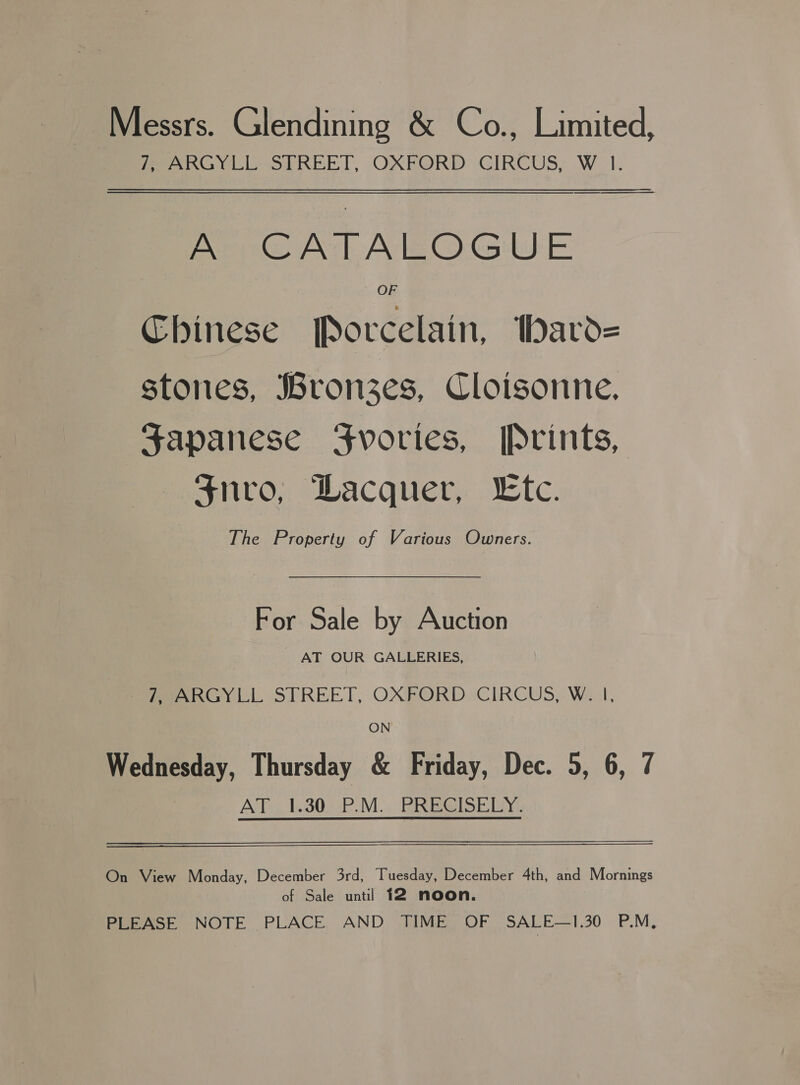 Messrs. Glendining & Co., Limited,
7, ARGYLL STREET, OXFORD CIRCUS, W 1.
A CATALOGUE
OF
Chinese Porcelain, Hard=
stones, Bronzes, Cloisonne,
Japanese Ivories, Prints,
Inro, Lacquer, Etc.
The Property of Various Owners.
For Sale by Auction
AT OUR GALLERIES,
7, ARGYLL STREET, OXFORD CIRCUS, W. 1,
ON
Wednesday, Thursday & Friday, Dec. 5, 6, 7
AT 1.30 P.M. PRECISELY.
On View Monday, December 3rd, Tuesday, December 4th, and Mornings
of Sale until 12 noon.
PLEASE NOTE PLACE AND TIME OF SALE—1.30 P.M.